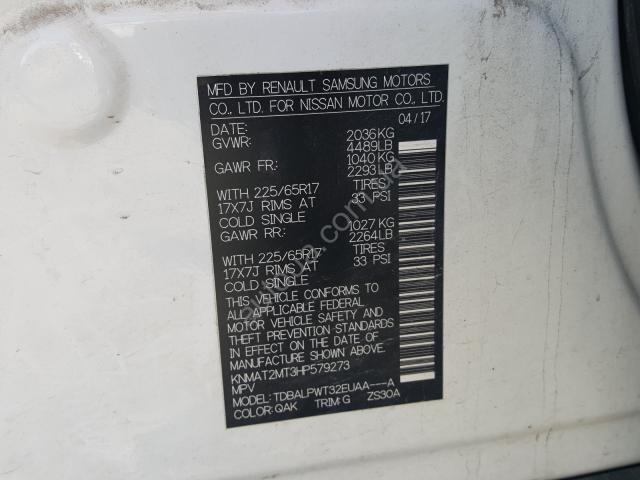 MFD BY RENAULT SAMSUNG MOTORS
CO., LTD. FOR NISSAN MOTOR CO., LTD.
DATE: 04/17
GVWR: 2036KG
4489LB
GAWR FR: 1040KG
2293LB
WITH 225/65R17 TIRES
17X7J RIMS AT 33 PSI
COLD SINGLE
GAWR RR: 1027 KG
2264LB
WITH 225/65R17 TIRES
17X7J RIMS AT 33 PSI
COLD SINGLE
THIS VEHICLE CONFORMS TO
ALL APPLICABLE FEDERAL
MOTOR VEHICLE SAFETY AND
THEFT PREVENTION STANDARDS
IN EFFECT ON THE DATE OF
MANUFACTURE SHOWN ABOVE.
KNMAT2MT3HP579273
MPV
MODEL: TDBALPWT32EUAA---A
COLOR: QAK TRIM:G ZS30A